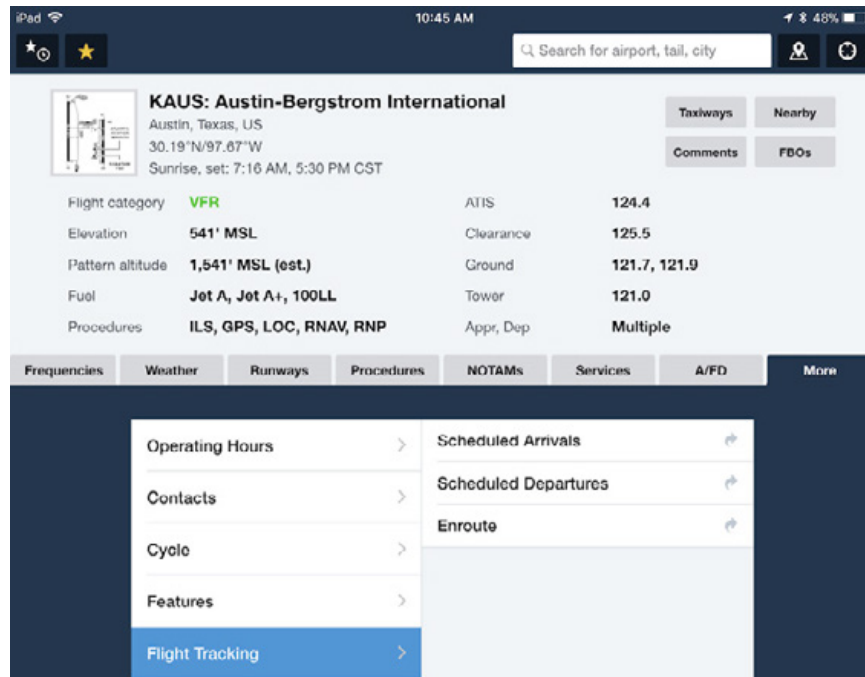 iPad 10:45 AM 48%
Search for airport, tail, city
KAUS: Austin-Bergstrom International
Austin, Texas, US
30.19°N/97.67°W
Sunrise, set: 7:16 AM, 5:30 PM CST
Taxiways Nearby
Comments FBOs
Flight category VFR ATIS 124.4
Elevation 541' MSL Clearance 125.5
Pattern altitude 1,541' MSL (est.) Ground 121.7, 121.9
Fuel Jet A, Jet A+, 100LL Tower 121.0
Procedures ILS, GPS, LOC, RNAV, RNP Appr, Dep Multiple
Frequencies Weather Runways Procedures NOTAMs Services A/FD More
Operating Hours
Contacts
Cycle
Features
Flight Tracking
Scheduled Arrivals
Scheduled Departures
Enroute